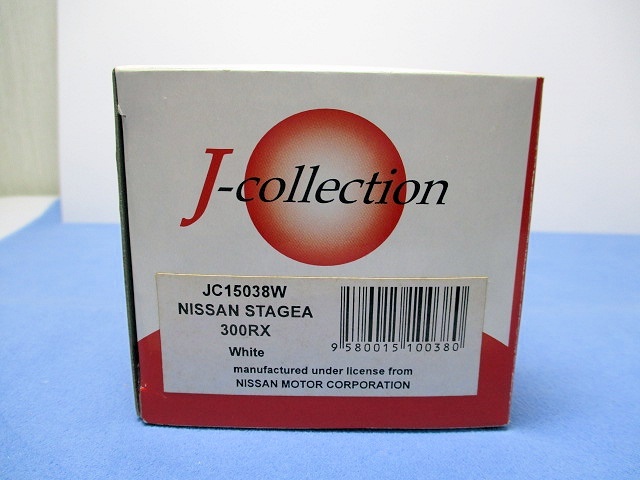 J-collection
JC15038W
NISSAN STAGEA
300RX
White
9 580015 100380
manufactured under license from
NISSAN MOTOR CORPORATION